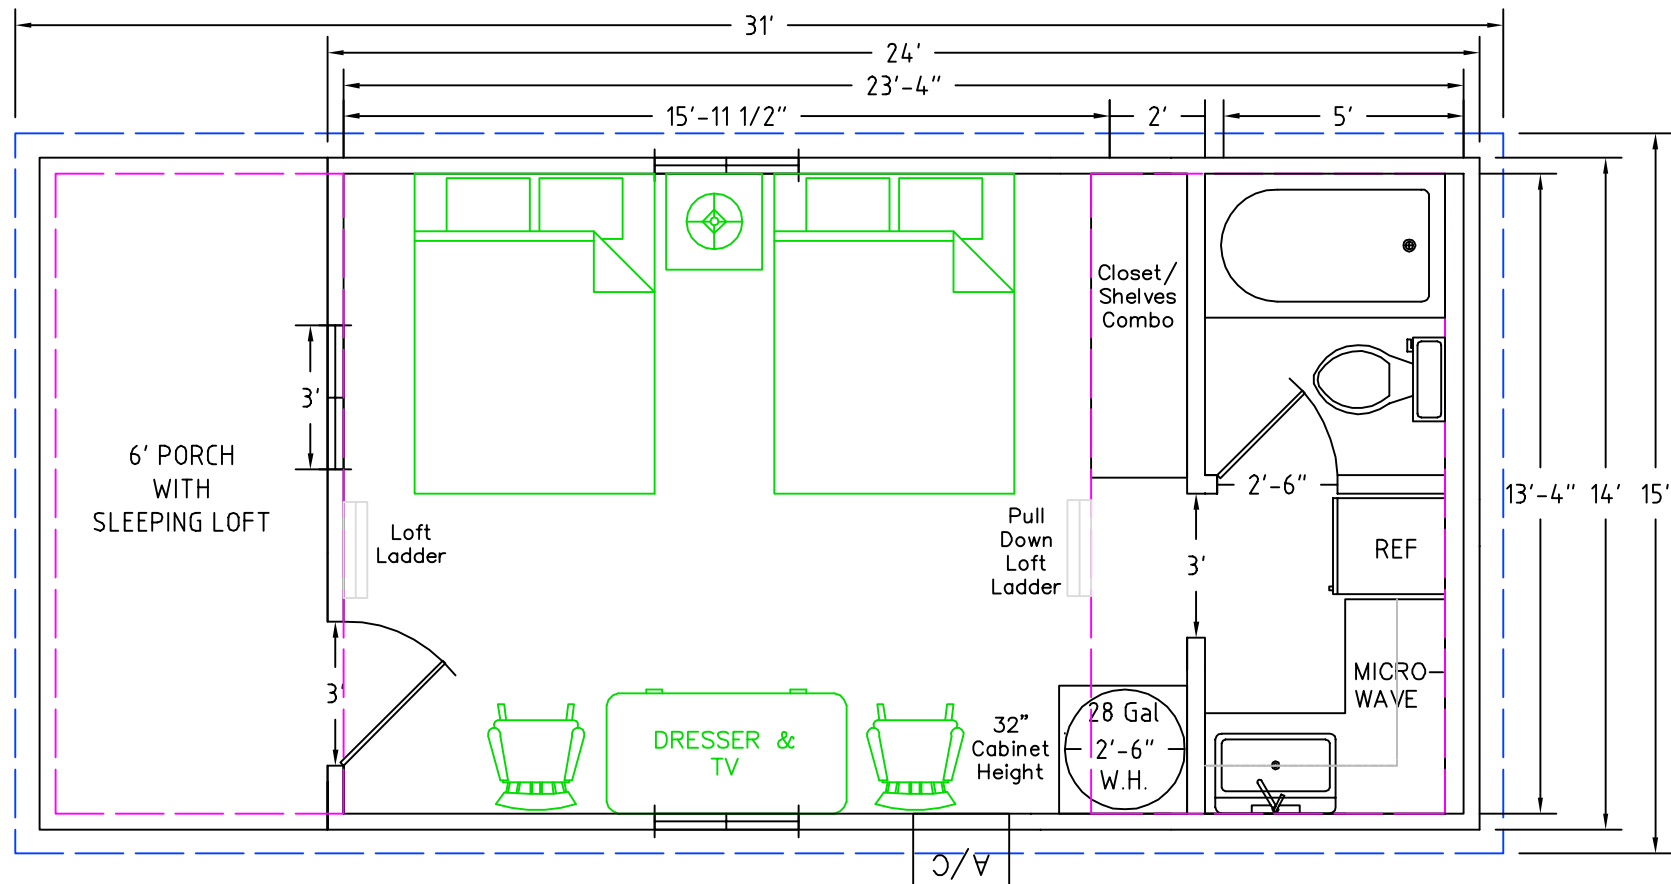 31'
24'
23'-4"
15'-11 1/2"
2'
5'
Closet/
Shelves
Combo
3'
6' PORCH
WITH
SLEEPING LOFT
2'-6"
13'-4"
14'
15'
Loft
Ladder
Pull
Down
Loft
Ladder
3'
REF
3'
MICRO-
WAVE
DRESSER &
TV
32"
Cabinet
Height
28 Gal
2'-6"
W.H.
A/C